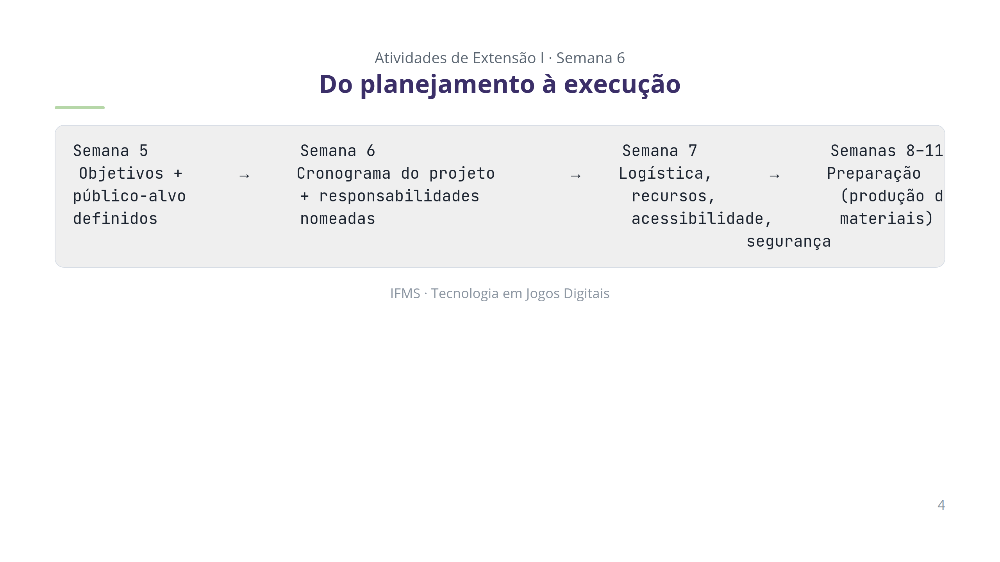 Atividades de Extensão I · Semana 6
Do planejamento à execução
Semana 5 Semana 6 Semana 7 Semanas 8–11
Objetivos + → Cronograma do projeto → Logística, → Preparação
público-alvo + responsabilidades recursos, (produção d
definidos nomeadas acessibilidade, materiais)
segurança
IFMS · Tecnologia em Jogos Digitais
4